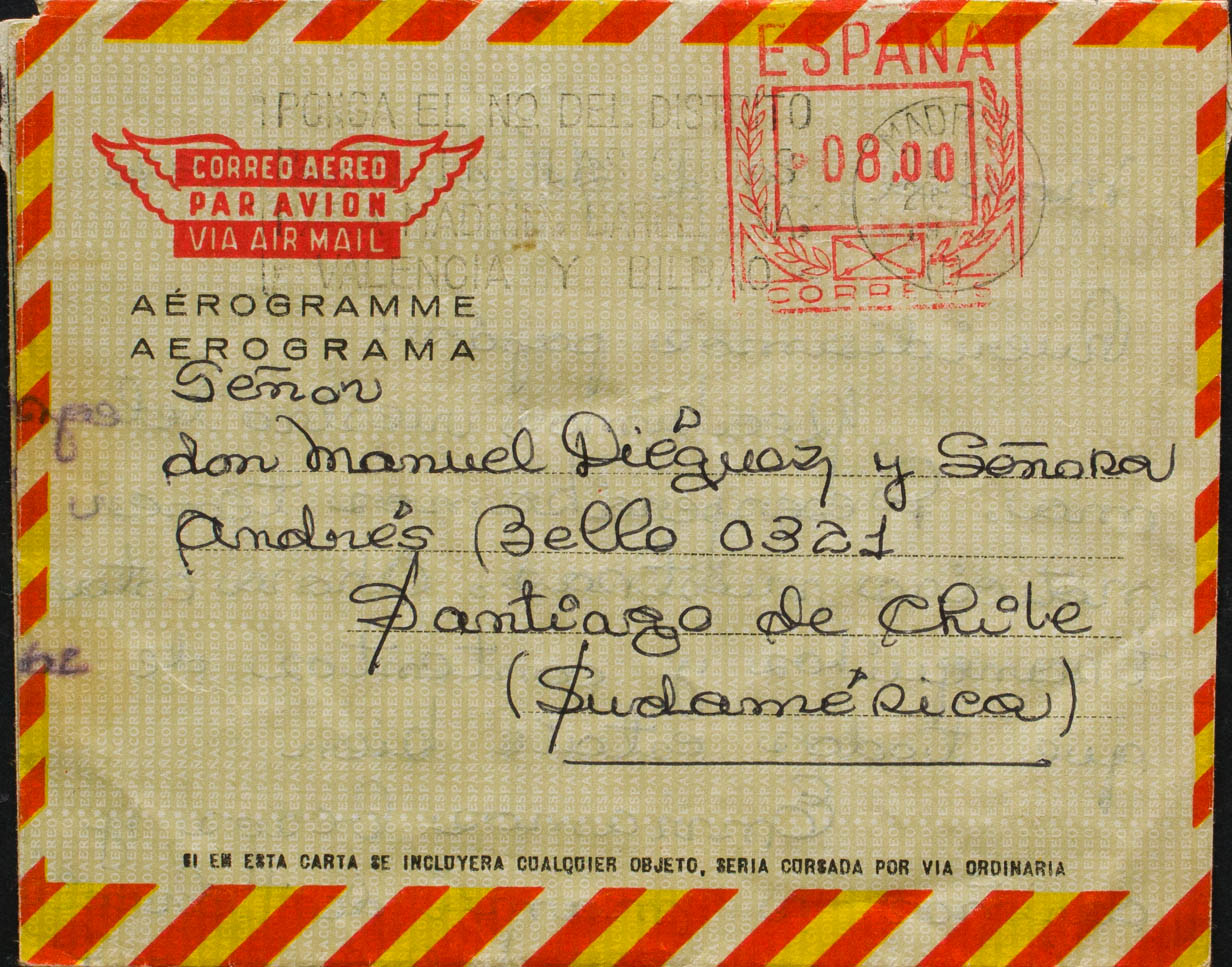 ESPAÑA
PONGA EL NO. DEL DISTRITO
08.00
MADRI
CORREO AEREO
PAR AVION
VIA AIR MAIL
MADRID
VALENCIA Y BILBAO
CORREOS
AÉROGRAMME
AEROGRAMA
Señor
don Manuel Diéguez y Señora
Andrés Bello 0321
Santiago de Chile
(Sudamérica)
SI EN ESTA CARTA SE INCLUYERA CUALQUIER OBJETO, SERIA CURSADA POR VIA ORDINARIA